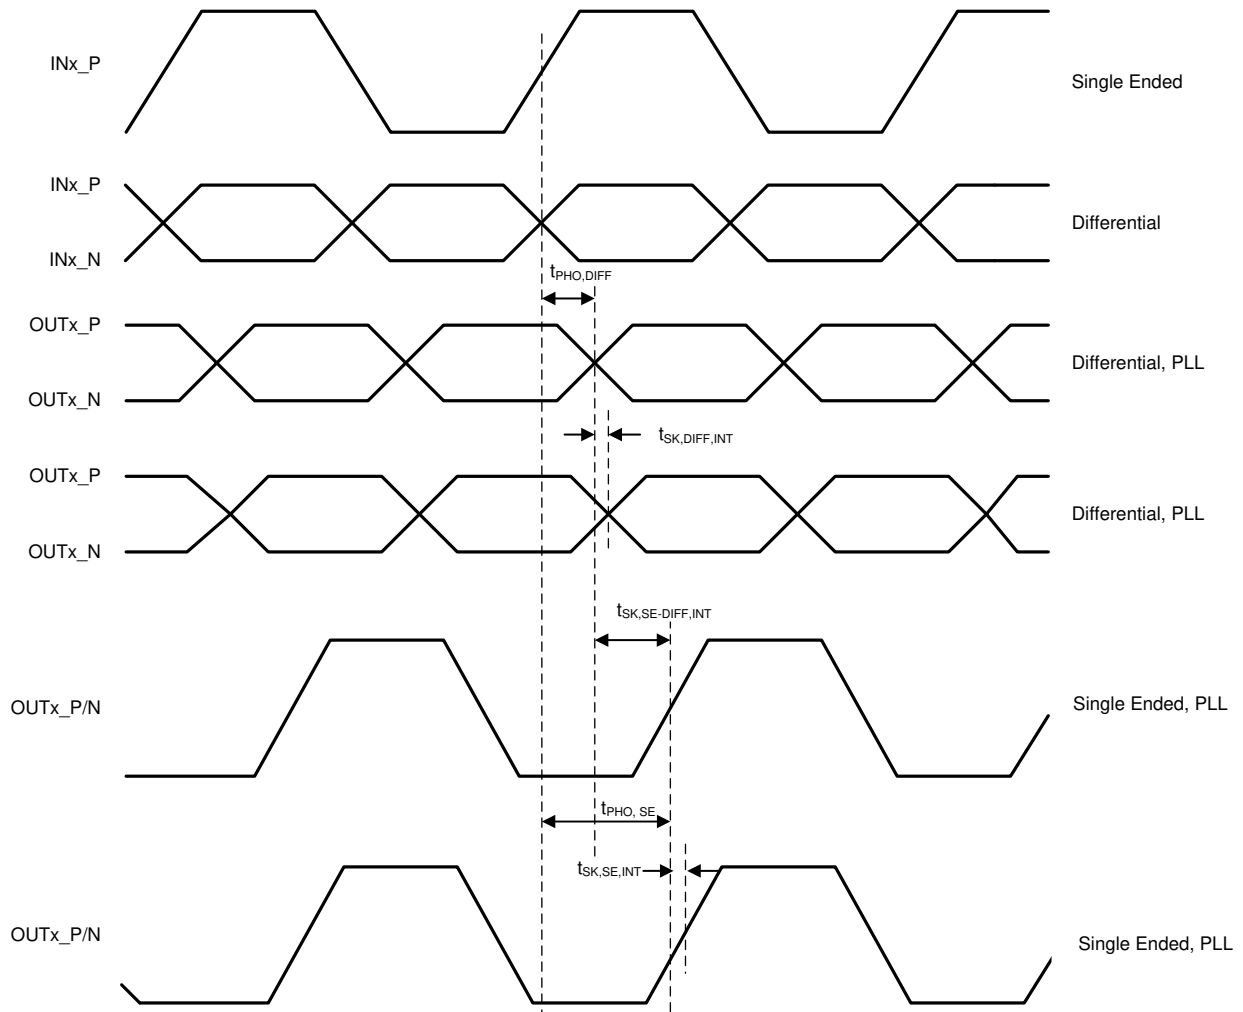 INx_P
Single Ended
INx_P
Differential
INx_N
tPHO,DIFF
OUTx_P
Differential, PLL
OUTx_N
tSK,DIFF,INT
OUTx_P
Differential, PLL
OUTx_N
tSK,SE-DIFF,INT
OUTx_P/N
Single Ended, PLL
tPHO, SE
tSK,SE,INT
OUTx_P/N
Single Ended, PLL